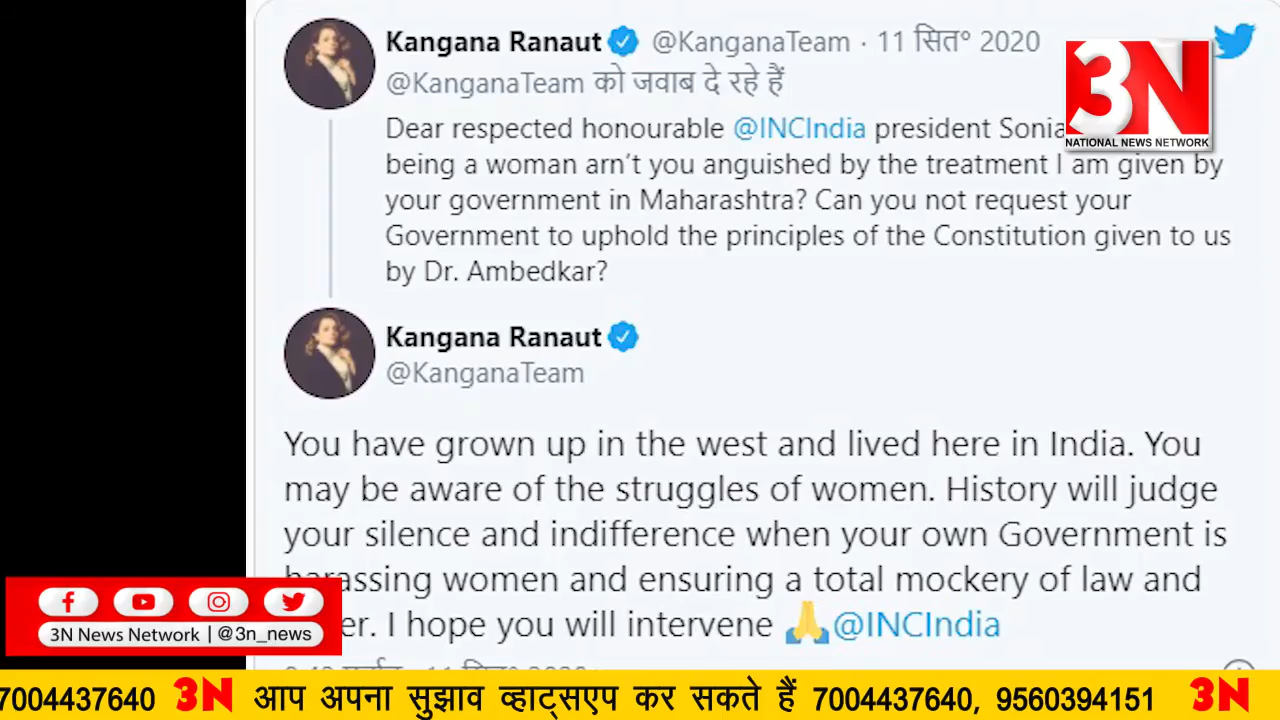 Kangana Ranaut @KanganaTeam · 11 सित° 2020
@KanganaTeam को जवाब दे रहे हैं
Dear respected honourable @INCIndia president Sonia
being a woman arn't you anguished by the treatment I am given by
your government in Maharashtra? Can you not request your
Government to uphold the principles of the Constitution given to us
by Dr. Ambedkar?
3N
NATIONAL NEWS NETWORK
Kangana Ranaut
@KanganaTeam
You have grown up in the west and lived here in India. You
may be aware of the struggles of women. History will judge
your silence and indifference when your own Government is
harassing women and ensuring a total mockery of law and
er. I hope you will intervene 🙏@INCIndia
3N News Network | @3n_news
7004437640 3N आप अपना सुझाव व्हाट्सएप कर सकते हैं 7004437640, 9560394151 3N